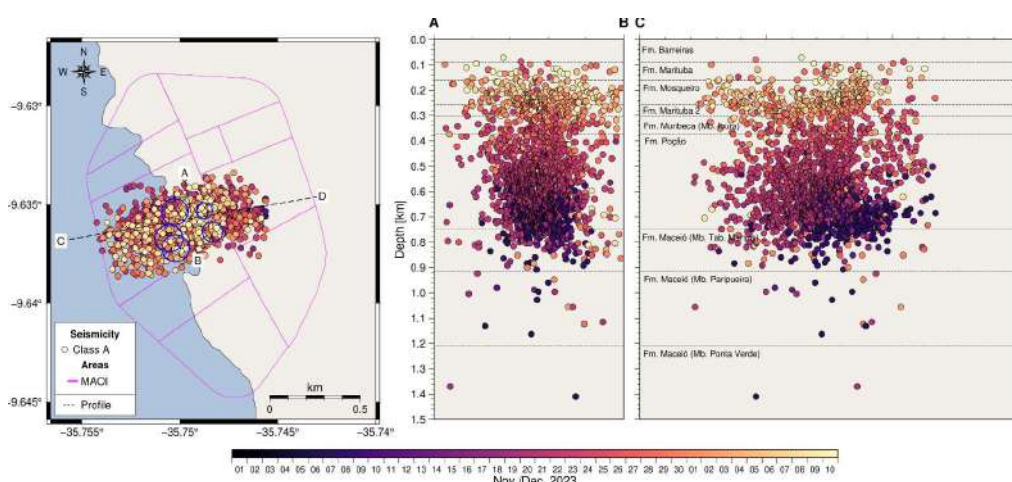 A
B
C
N
W
E
S
−9.63°
−9.635°
−9.64°
−9.645°
A
B
C
D
Seismicity
Class A
Areas
MAOI
Profile
km
0
0.5
−35.755°
−35.75°
−35.745°
−35.74°
Depth [km]
0.0
0.1
0.2
0.3
0.4
0.5
0.6
0.7
0.8
0.9
1.0
1.1
1.2
1.3
1.4
1.5
Fm. Barreiras
Fm. Marituba
Fm. Mosqueiro
Fm. Marituba 2
Fm. Muribeca (Mb.
Fm. Poção
Fm. Maceió (Mb. Tab.
Fm. Maceió (Mb. Paripueira)
Fm. Maceió (Mb. Ponta Verde)
01 02 03 04 05 06 07 09 10 11 12 14 15 16 17 19 20 21 22 24 25 26 27 28 29 30 01 02 03 04 05 06 07 08 09 10
Nov./Dec. 2023